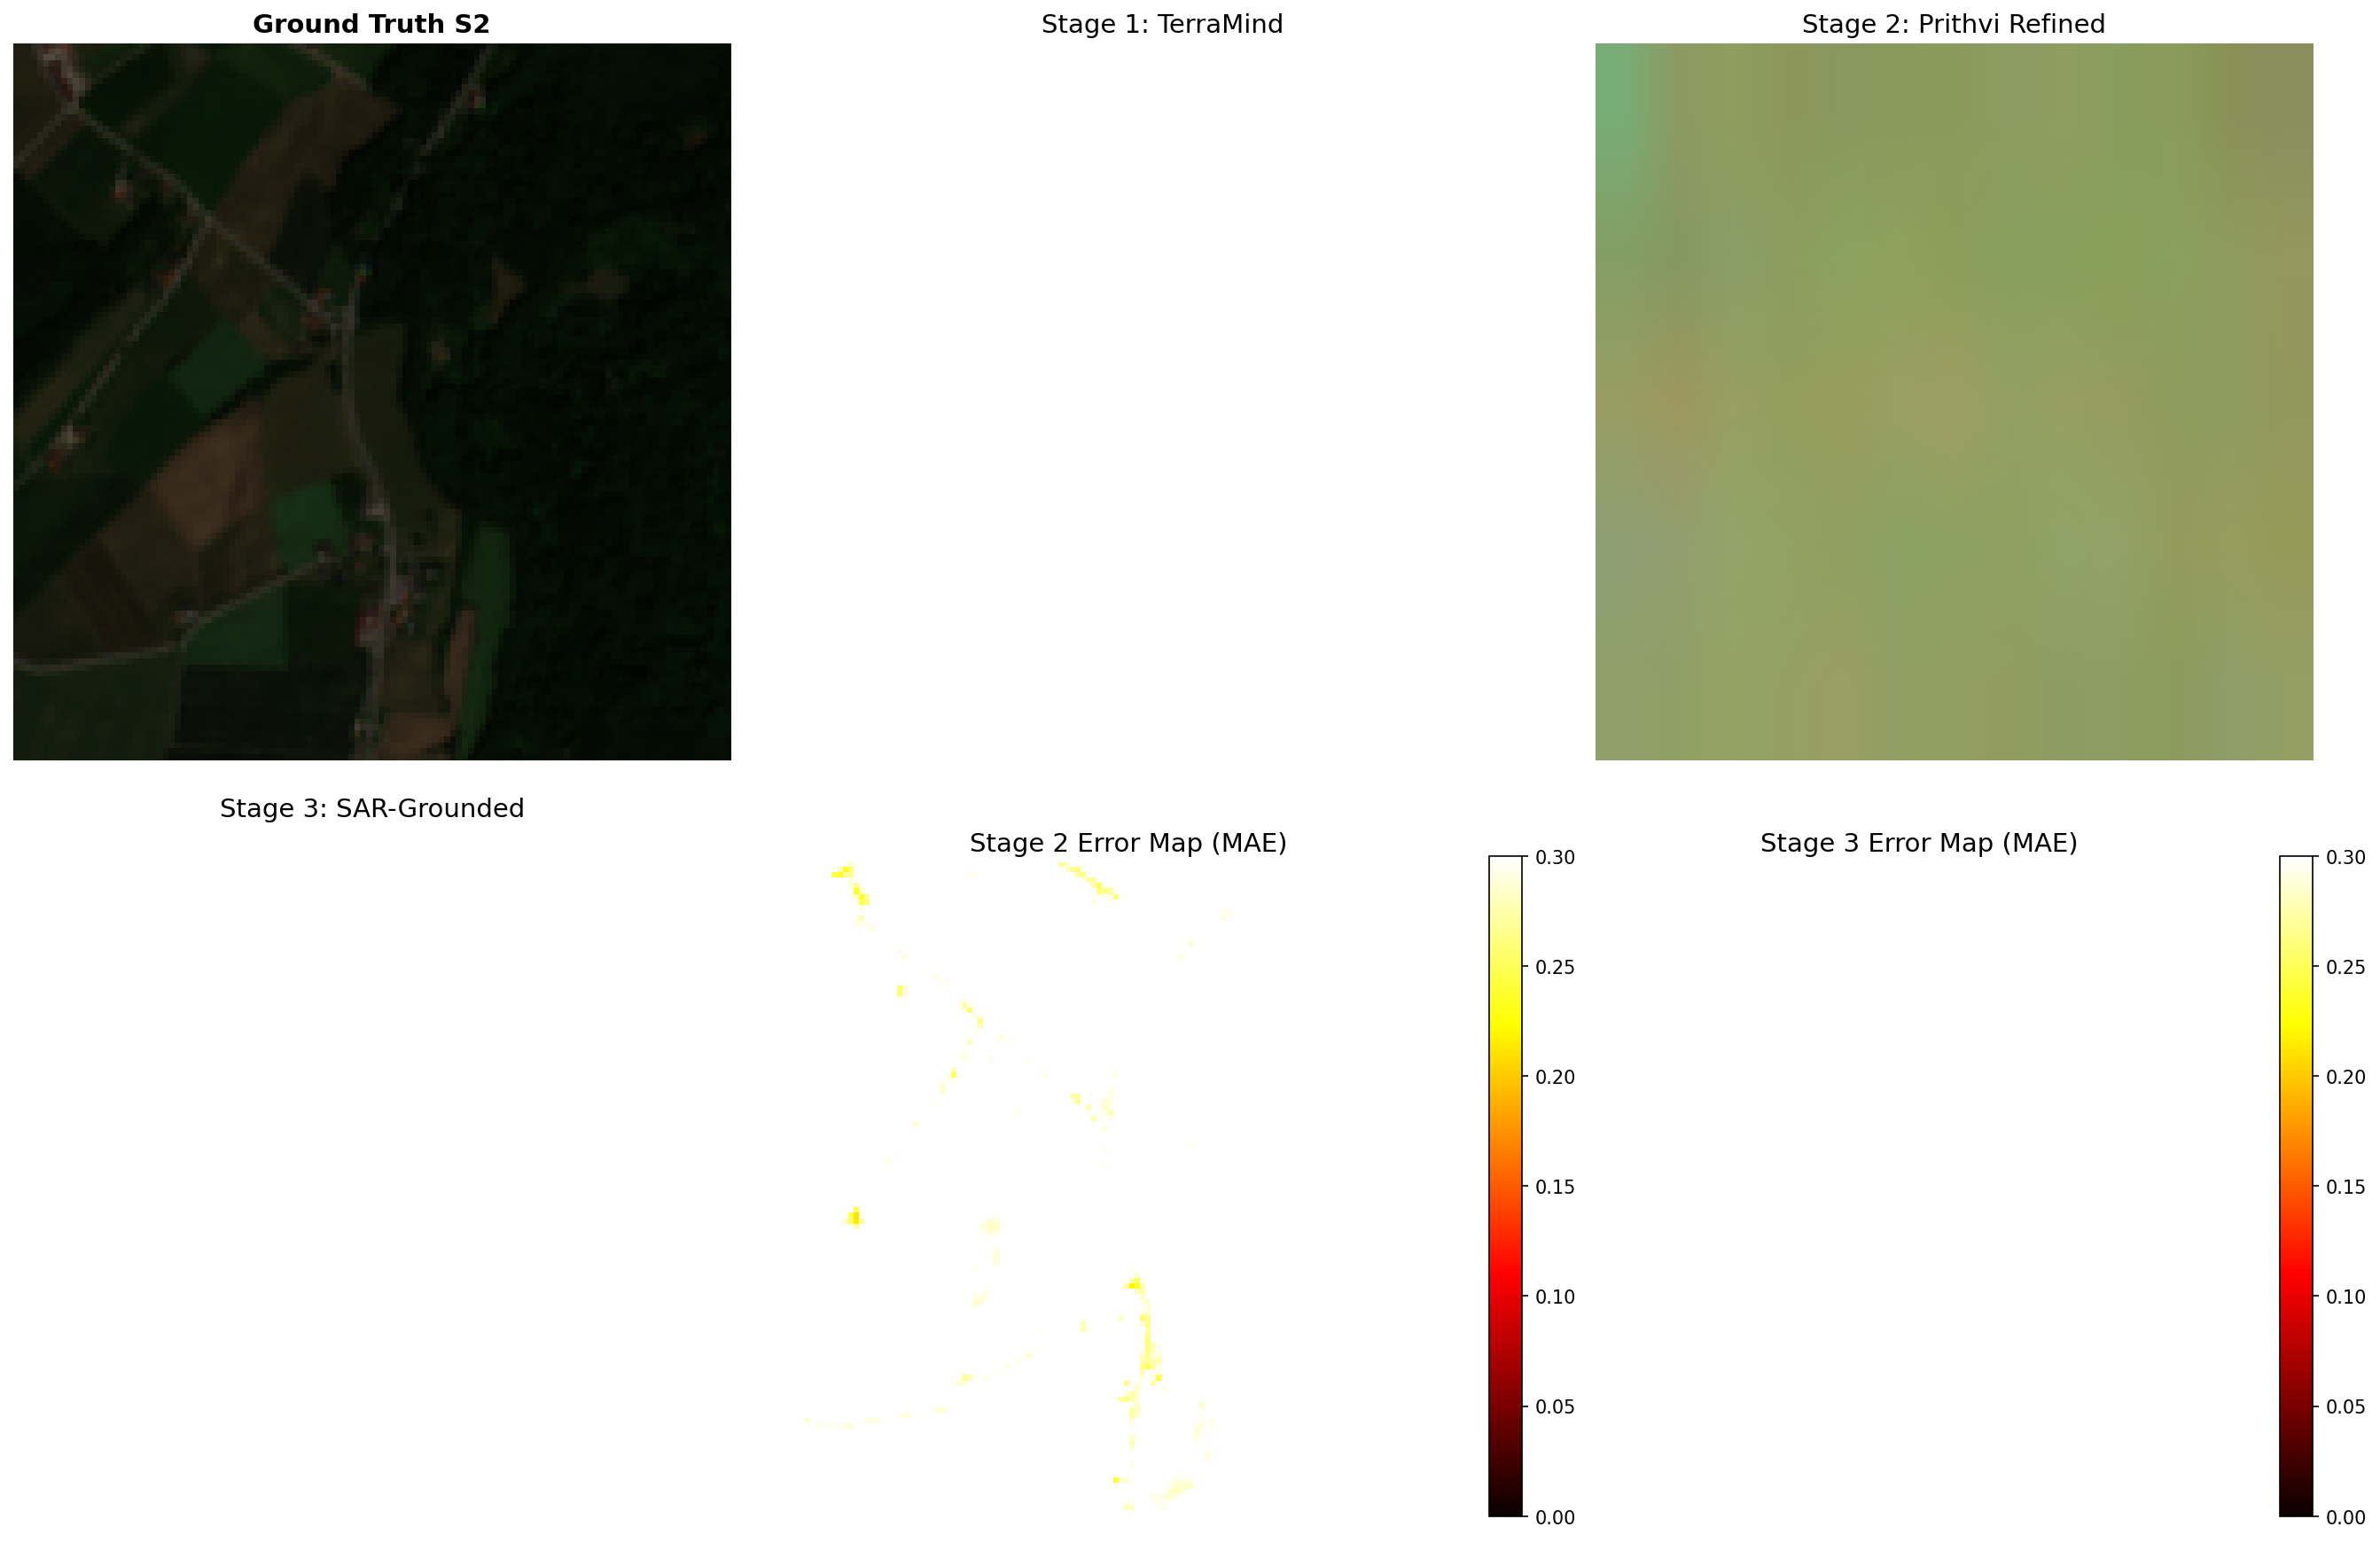 Ground Truth S2
Stage 1: TerraMind
Stage 2: Prithvi Refined
Stage 3: SAR-Grounded
Stage 2 Error Map (MAE)
0.30
0.25
0.20
0.15
0.10
0.05
0.00
Stage 3 Error Map (MAE)
0.30
0.25
0.20
0.15
0.10
0.05
0.00